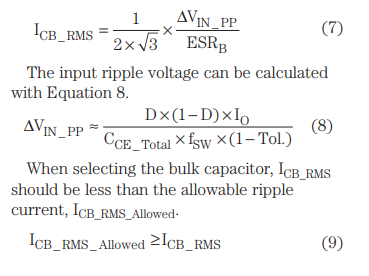 I_CB_RMS = 1/(2×√3) × ΔV_IN_PP/ESR_B (7)
The input ripple voltage can be calculated
with Equation 8.
ΔV_IN_PP ≈ D×(1−D)×I_O/(C_CE_Total × f_SW × (1−Tol.)) (8)
When selecting the bulk capacitor, I_CB_RMS
should be less than the allowable ripple
current, I_CB_RMS_Allowed.
I_CB_RMS_Allowed ≥ I_CB_RMS (9)